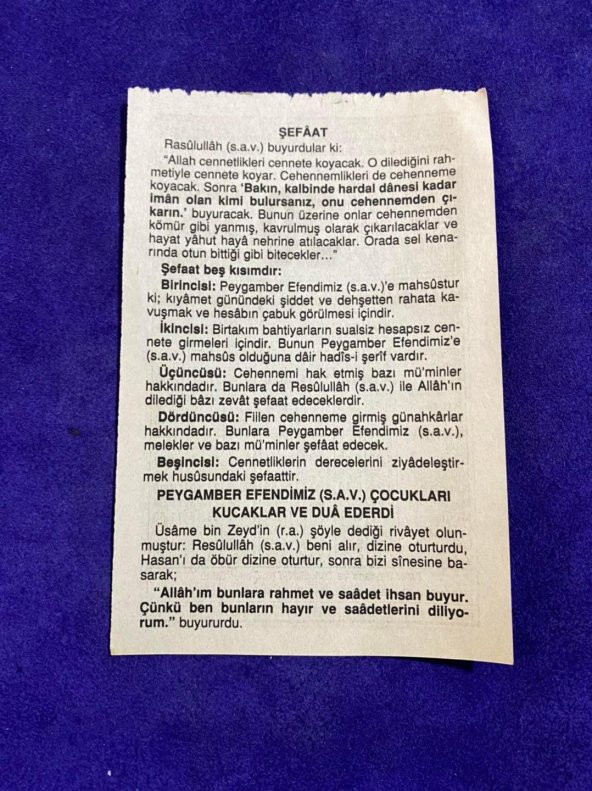 ŞEFÂAT
Rasûlullâh (s.a.v.) buyurdular ki:
“Allah cennetlikleri cennete koyacak. O dilediğini rah-
metiyle cennete koyar. Cehennemlikleri de cehenneme
koyacak. Sonra ‘Bakın, kalbinde hardal dânesi kadar
imân olan kimi bulursanız, onu cehennemden çı-
karın.’ buyuracak. Bunun üzerine onlar cehennemden
kömür gibi yanmış, kavrulmuş olarak çıkarılacaklar ve
hayat yâhut hayâ nehrine atılacaklar. Orada sel kena-
rında otun bittiği gibi bitecekler...”
Şefaat beş kısımdır:
Birincisi: Peygamber Efendimiz (s.a.v.)’e mahsûstur
ki; kıyâmet günündeki şiddet ve dehşetten rahata ka-
vuşmak ve hesâbın çabuk görülmesi içindir.
İkincisi: Birtakım bahtiyarların sualsiz hesapsız cen-
nete girmeleri içindir. Bunun Peygamber Efendimiz’e
(s.a.v.) mahsûs olduğuna dâir hadîs-i şerîf vardır.
Üçüncüsü: Cehennemi hak etmiş bazı mü’minler
hakkındadır. Bunlara da Resûlullâh (s.a.v.) ile Allâh’ın
dilediği bâzı zevât şefaat edeceklerdir.
Dördüncüsü: Fiilen cehenneme girmiş günahkârlar
hakkındadır. Bunlara Peygamber Efendimiz (s.a.v.),
melekler ve bazı mü’minler şefâat edecek.
Beşincisi: Cennetliklerin derecelerini ziyâdeleştir-
mek husûsundaki şefaattir.
PEYGAMBER EFENDİMİZ (S.A.V.) ÇOCUKLARI
KUCAKLAR VE DUÂ EDERDİ
Üsâme bin Zeyd’in (r.a.) şöyle dediği rivâyet olun-
muştur: Resûlullâh (s.a.v.) beni alır, dizine oturturdu,
Hasan’ı da öbür dizine oturtur, sonra bizi sînesine ba-
sarak;
“Allâh’ım bunlara rahmet ve saâdet ihsan buyur.
Çünkü ben bunların hayır ve saâdetlerini diliyo-
rum.” buyururdu.